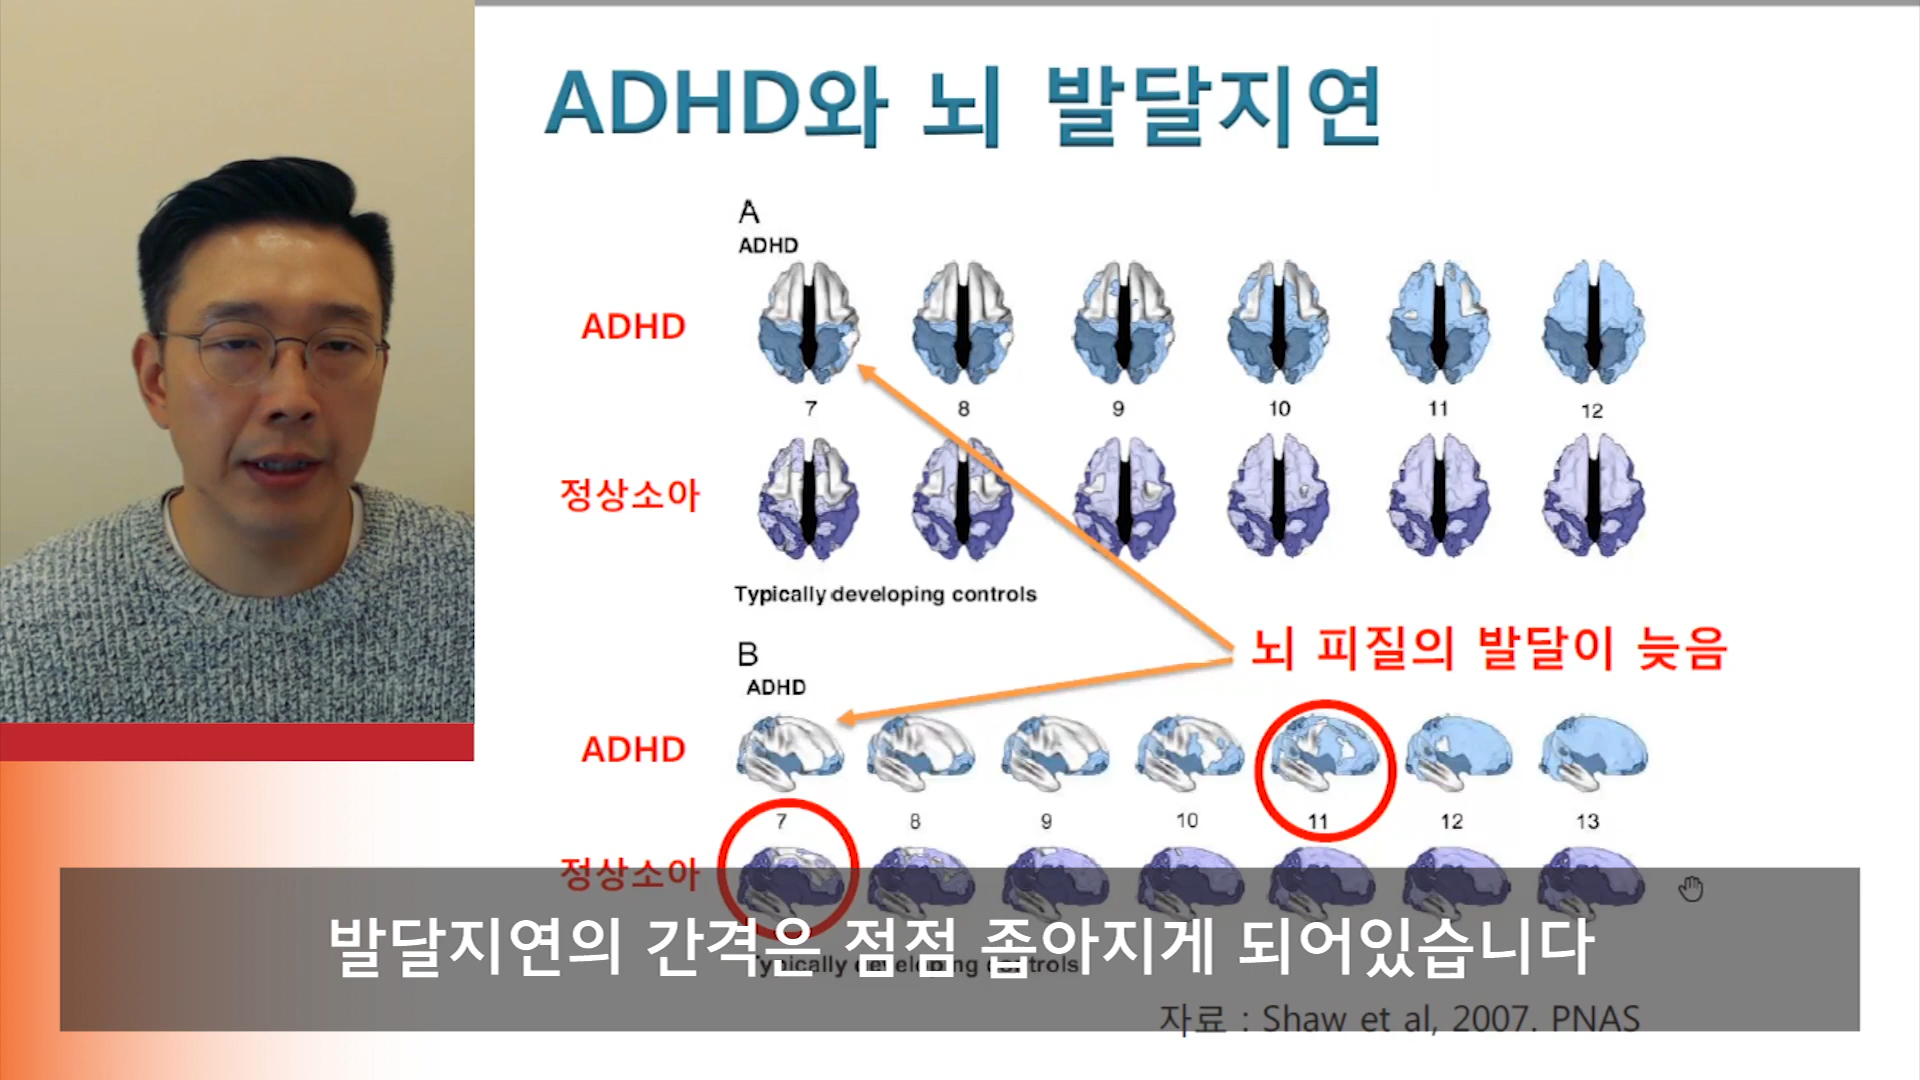 ADHD와 뇌 발달지연
A
ADHD
ADHD
7 8 9 10 11 12
정상소아
Typically developing controls
뇌 피질의 발달이 늦음
B
ADHD
ADHD
7 8 9 10 11 12 13
정상소아
발달지연의 간격은 점점 좁아지게 되어있습니다
Typically developing controls
자료 : Shaw et al, 2007. PNAS